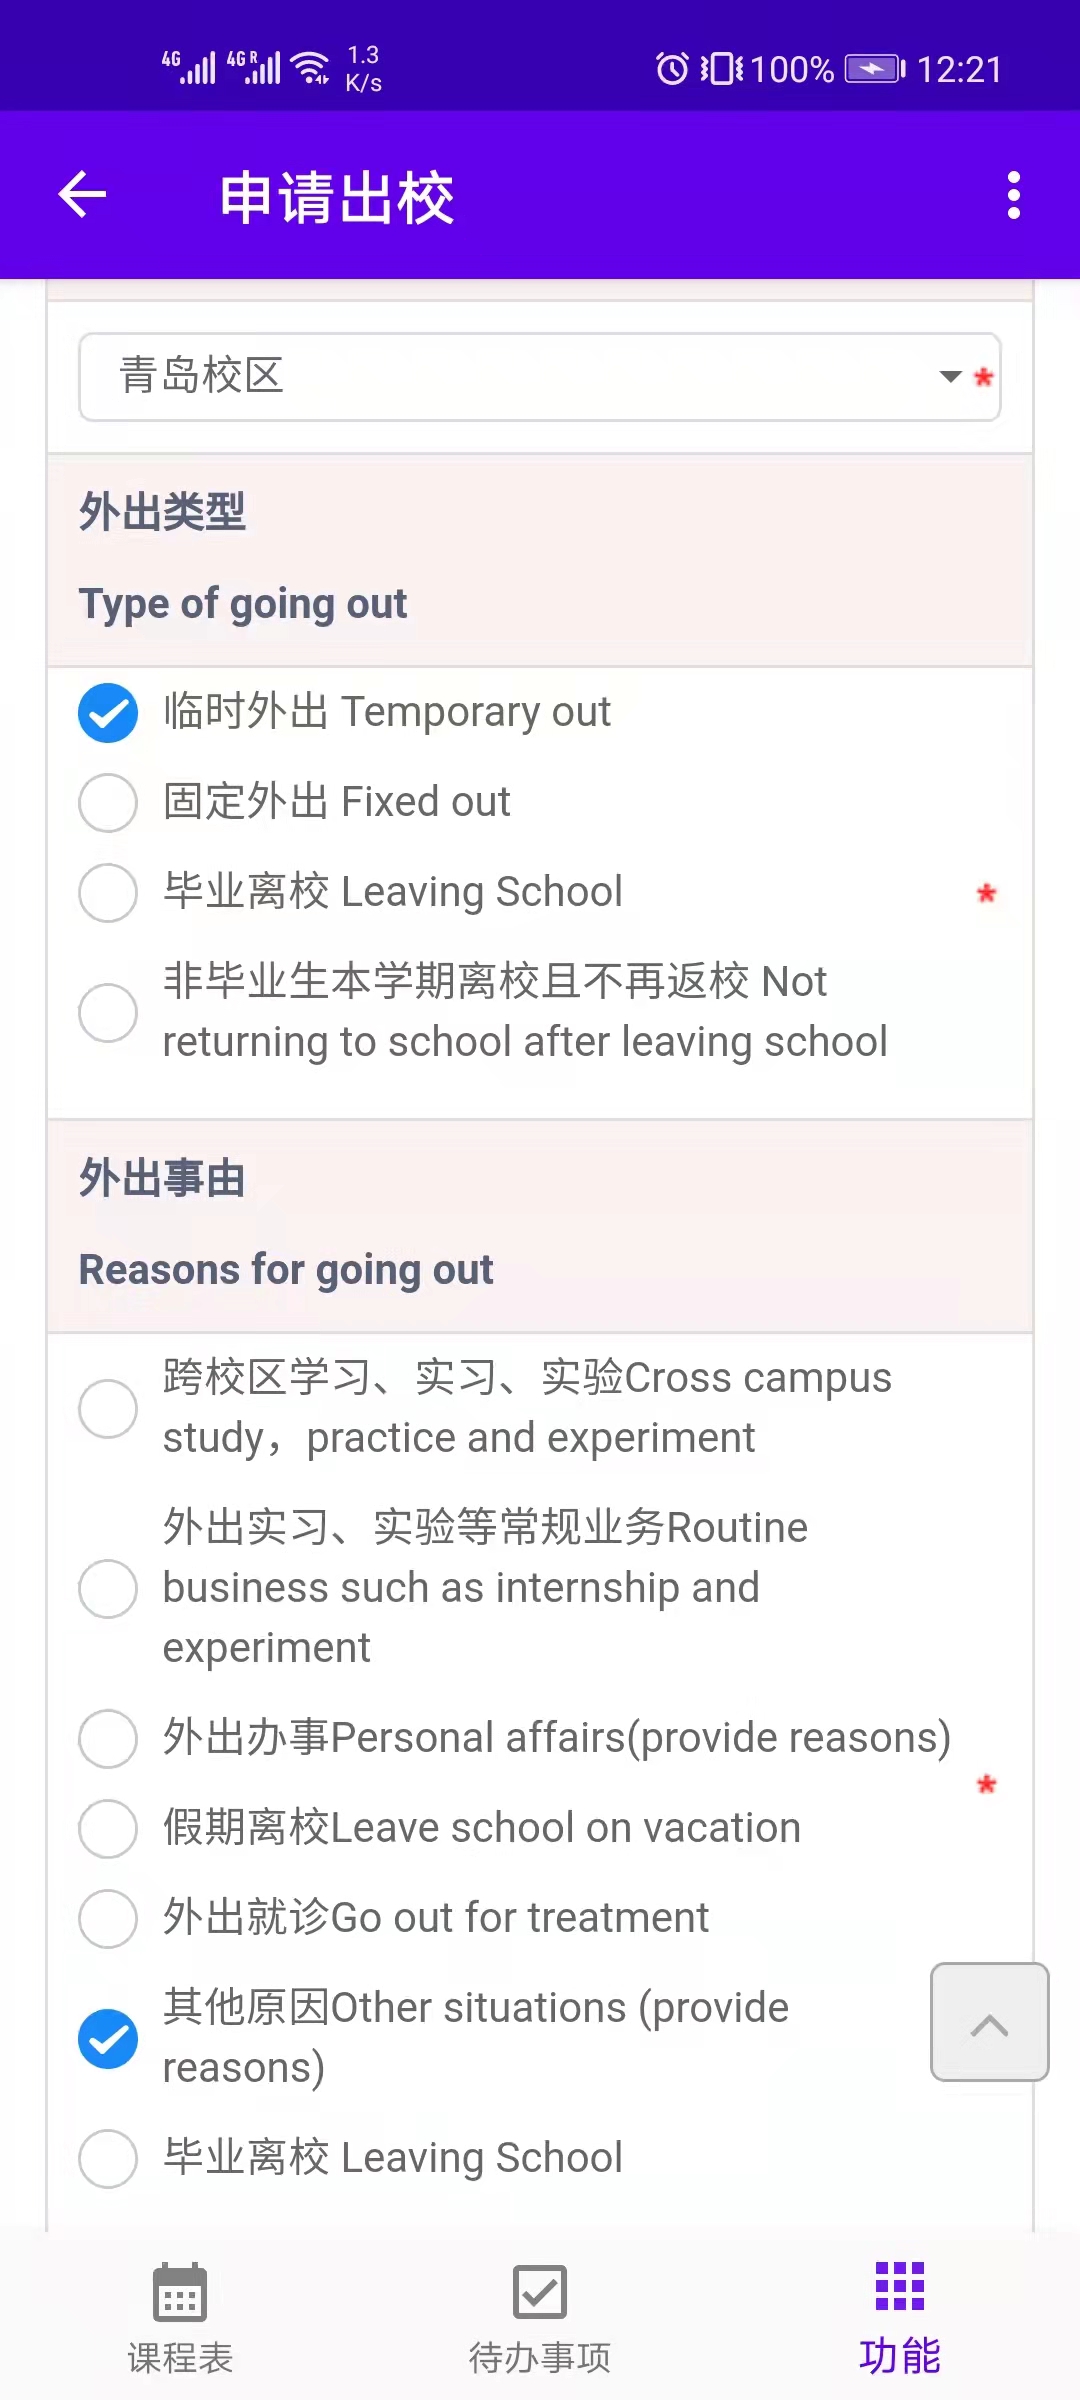 4G 4G R 1.3 K/s 100% 12:21
申请出校
青岛校区 *
外出类型
Type of going out
临时外出 Temporary out
固定外出 Fixed out
毕业离校 Leaving School *
非毕业生本学期离校且不再返校 Not
returning to school after leaving school
外出事由
Reasons for going out
跨校区学习、实习、实验Cross campus
study，practice and experiment
外出实习、实验等常规业务Routine
business such as internship and
experiment
外出办事Personal affairs(provide reasons)
*
假期离校Leave school on vacation
外出就诊Go out for treatment
其他原因Other situations (provide
reasons)
毕业离校 Leaving School
课程表 待办事项 功能